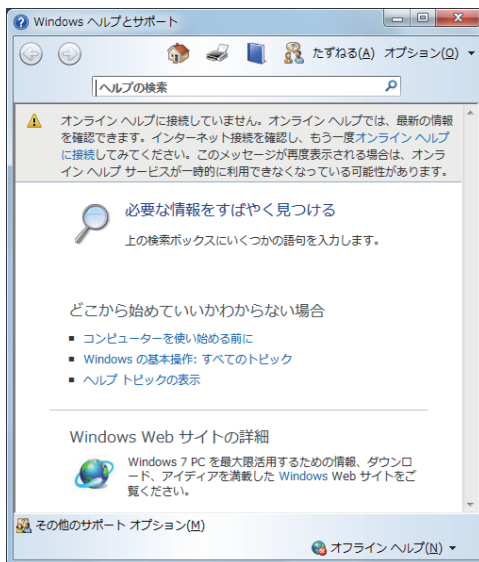 Windows ヘルプとサポート
たずねる(A) オプション(O)
ヘルプの検索
オンライン ヘルプに接続していません。オンライン ヘルプでは、最新の情報
を確認できます。インターネット接続を確認し、もう一度オンライン ヘルプ
に接続してみてください。このメッセージが再度表示される場合は、オンラ
イン ヘルプ サービスが一時的に利用できなくなっている可能性があります。
必要な情報をすばやく見つける
上の検索ボックスにいくつかの語句を入力します。
どこから始めていいかわからない場合
コンピューターを使い始める前に
Windows の基本操作: すべてのトピック
ヘルプ トピックの表示
Windows Web サイトの詳細
Windows 7 PC を最大限活用するための情報、ダウンロ
ード、アイディアを満載した Windows Web サイトをご
覧ください。
その他のサポート オプション(M)
オフライン ヘルプ(N)